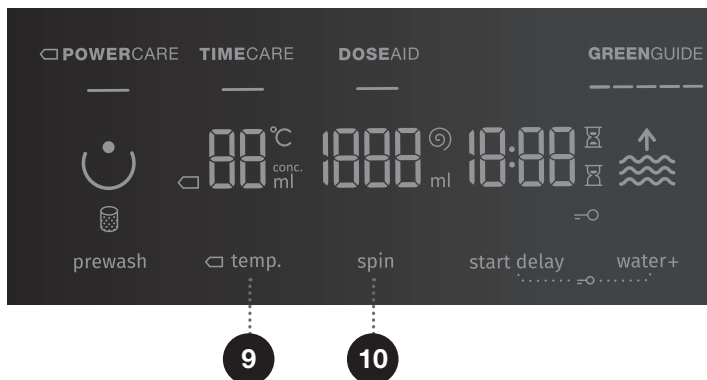 POWERCARE TIMECARE DOSEAID GREENGUIDE
88 °C 1888 18:88
conc.
ml ml
prewash temp. spin start delay water+
9 10